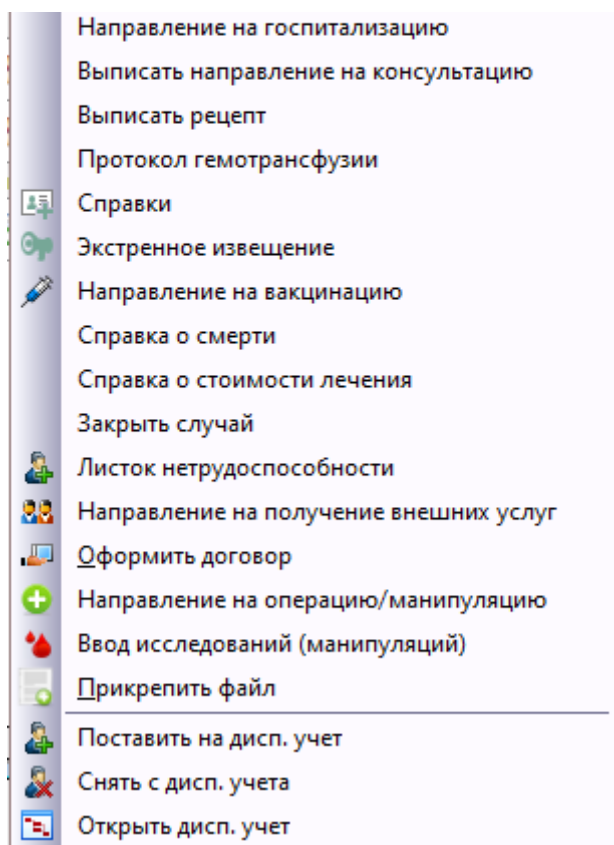 Направление на госпитализацию
Выписать направление на консультацию
Выписать рецепт
Протокол гемотрансфузии
Справки
Экстренное извещение
Направление на вакцинацию
Справка о смерти
Справка о стоимости лечения
Закрыть случай
Листок нетрудоспособности
Направление на получение внешних услуг
Оформить договор
Направление на операцию/манипуляцию
Ввод исследований (манипуляций)
Прикрепить файл
Поставить на дисп. учет
Снять с дисп. учета
Открыть дисп. учет